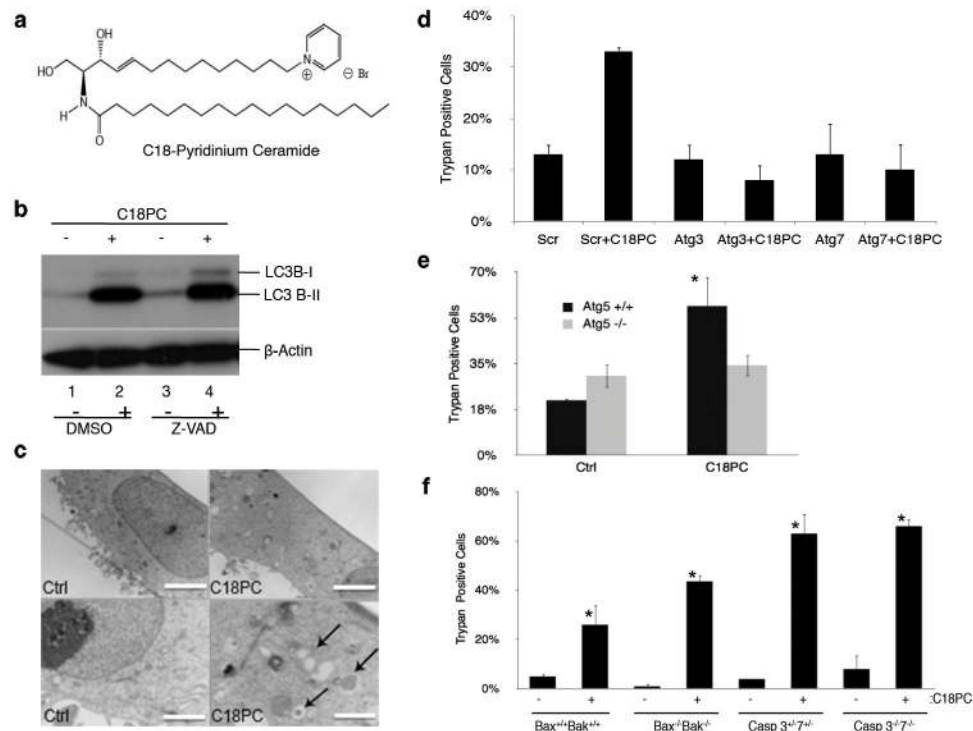 a
OH
HO
N
⊕
⊖ Br
H
N
O
C18-Pyridinium Ceramide
b
C18PC
- + - +
LC3B-I
LC3 B-II
β-Actin
1 2 3 4
- + - +
DMSO Z-VAD
c
Ctrl
C18PC
Ctrl
C18PC
d
Trypan Positive Cells
40%
30%
20%
10%
0%
Scr Scr+C18PC Atg3 Atg3+C18PC Atg7 Atg7+C18PC
e
Trypan Positive Cells
70%
53%
35%
18%
0%
Atg5 +/+
Atg5 -/-
*
Ctrl C18PC
f
Trypan Positive Cells
80%
60%
40%
20%
0%
* * * *
- + - + - + - + :C18PC
Bax+/+Bak+/+ Bax-/-Bak-/- Casp 3+/-7+/- Casp 3-/-7-/-